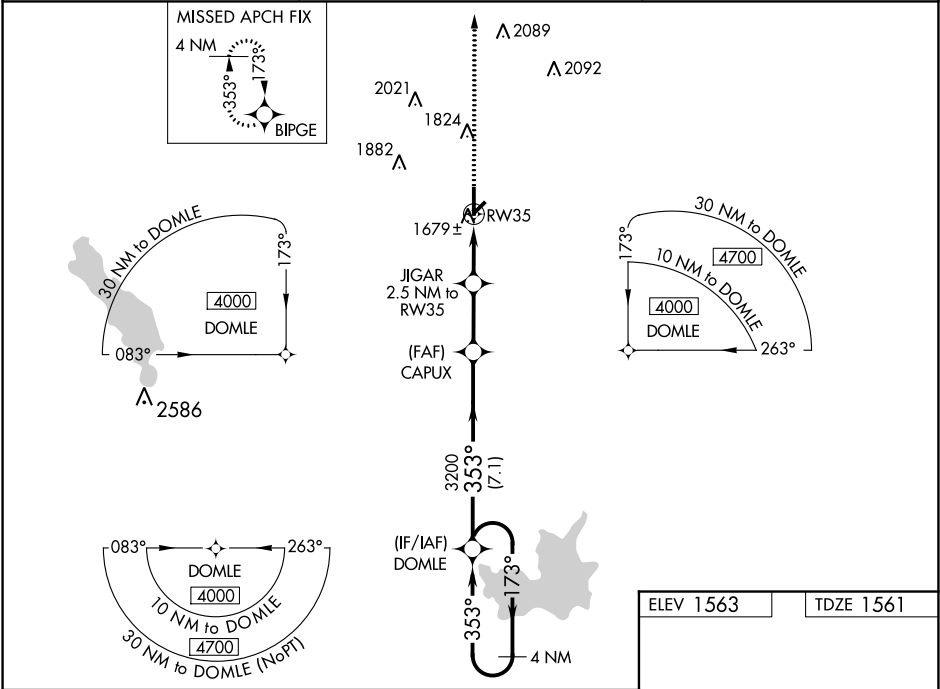 MISSED APCH FIX
4 NM
353°
173°
BIPGE
2089
2092
2021
1824
1882
1679±
RW35
30 NM to DOMLE
173°
4000
DOMLE
083°
2586
JIGAR
2.5 NM to
RW35
(FAF)
CAPUX
30 NM to DOMLE
4700
173°
10 NM to DOMLE
4000
DOMLE
263°
3200
353°
(7.1)
(IF/IAF)
DOMLE
353°
173°
4 NM
083°
263°
DOMLE
4000
10 NM to DOMLE
4700
30 NM to DOMLE (NoPT)
ELEV 1563
TDZE 1561